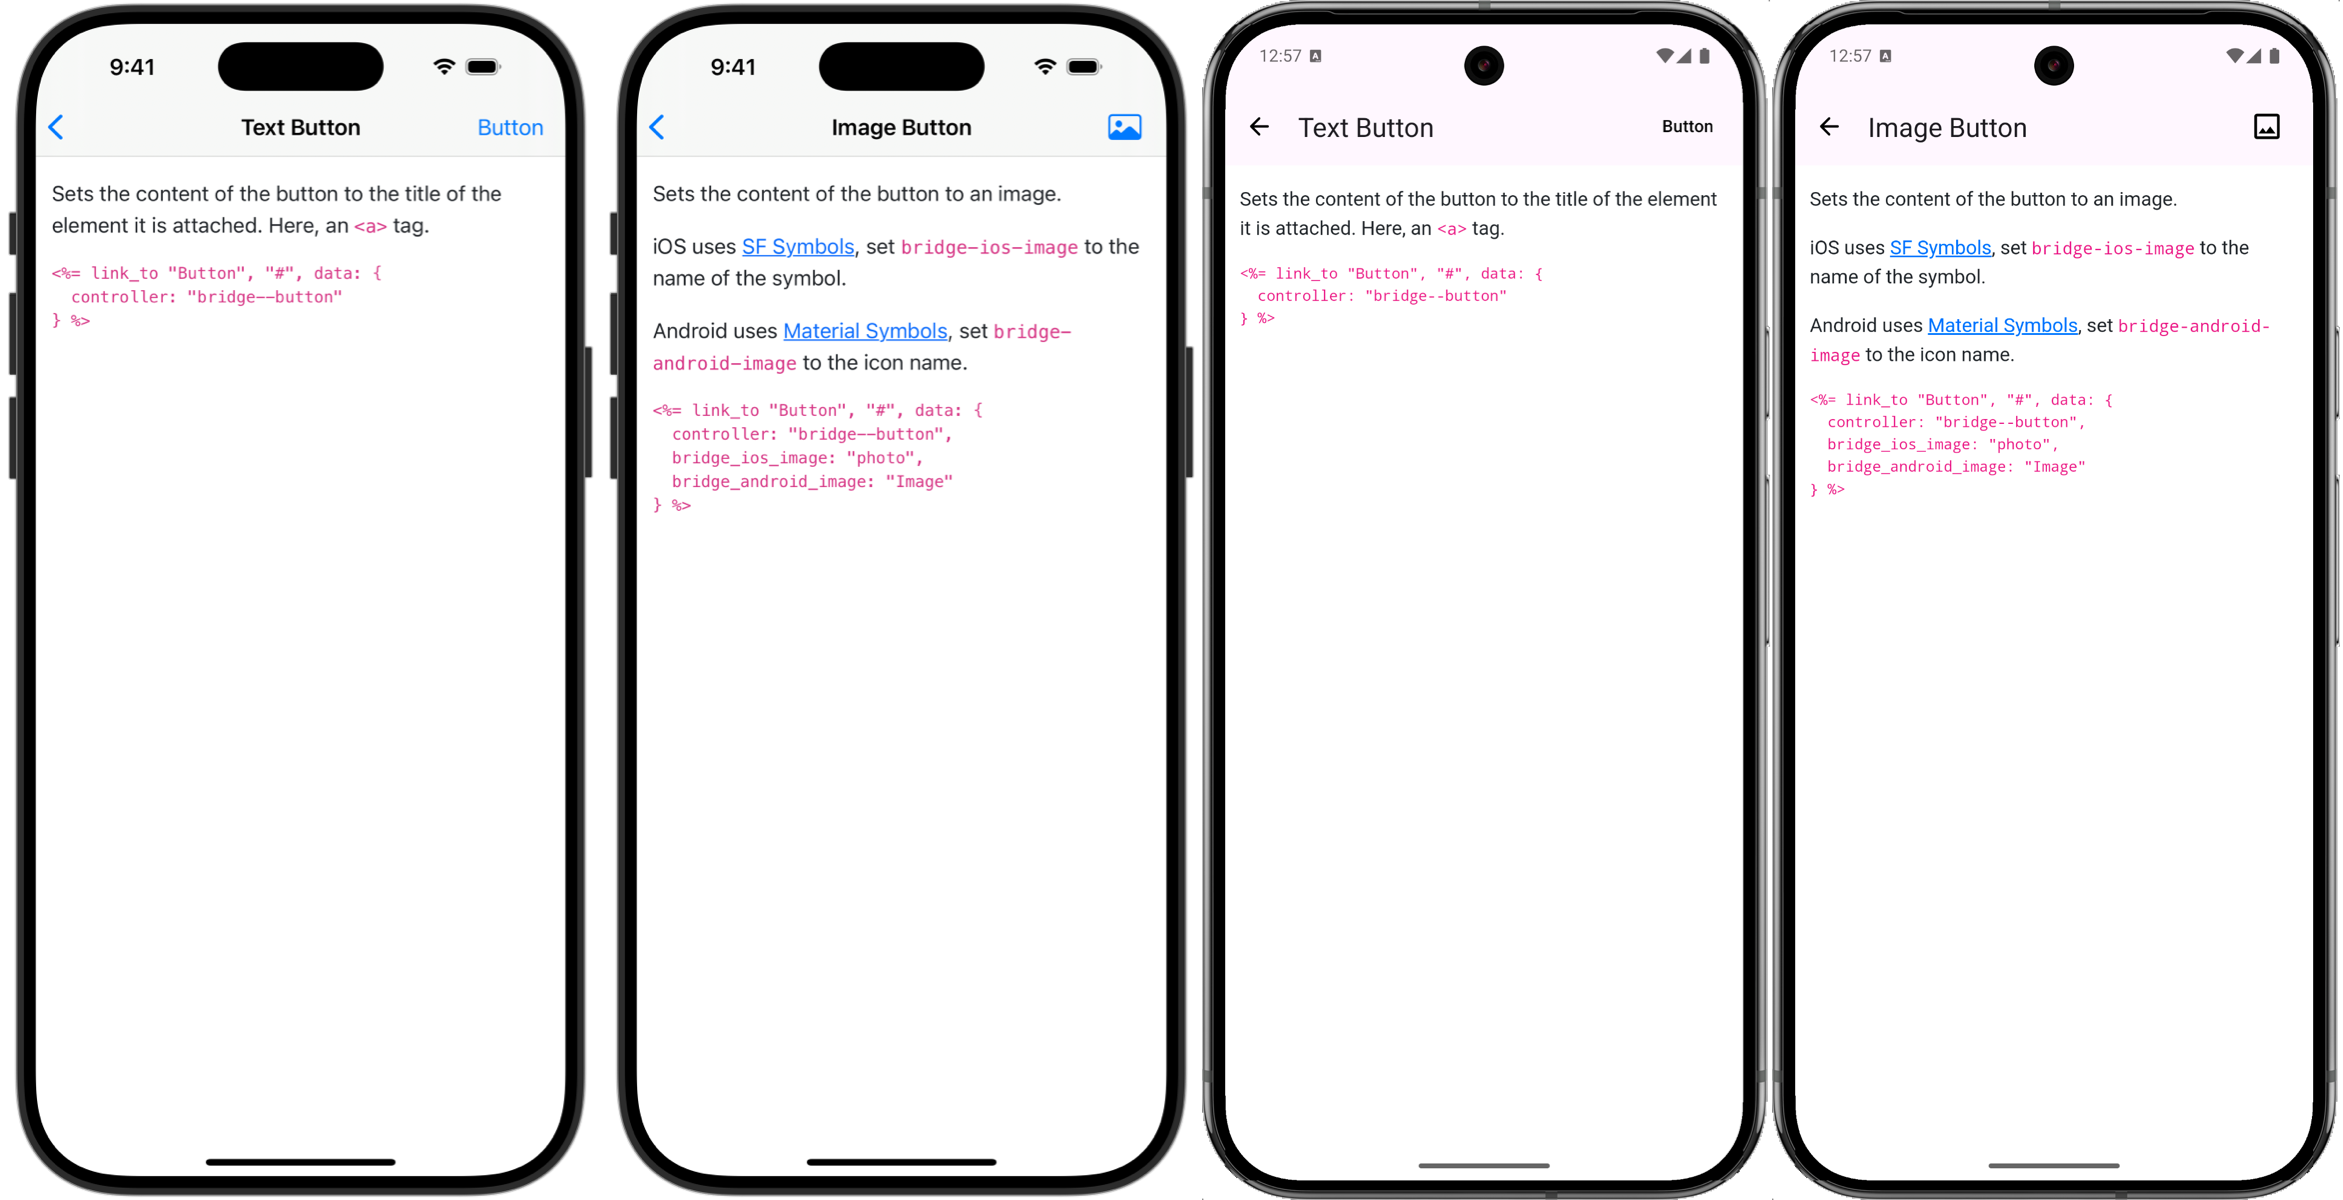 9:41
Text Button
Button
Sets the content of the button to the title of the
element it is attached. Here, an <a> tag.
<%= link_to "Button", "#", data: {
  controller: "bridge--button"
} %>
9:41
Image Button
Sets the content of the button to an image.
iOS uses SF Symbols, set bridge-ios-image to the
name of the symbol.
Android uses Material Symbols, set bridge-
android-image to the icon name.
<%= link_to "Button", "#", data: {
  controller: "bridge--button",
  bridge_ios_image: "photo",
  bridge_android_image: "Image"
} %>
12:57 A
Text Button
Button
Sets the content of the button to the title of the element
it is attached. Here, an <a> tag.
<%= link_to "Button", "#", data: {
  controller: "bridge--button"
} %>
12:57 A
Image Button
Sets the content of the button to an image.
iOS uses SF Symbols, set bridge-ios-image to the
name of the symbol.
Android uses Material Symbols, set bridge-android-
image to the icon name.
<%= link_to "Button", "#", data: {
  controller: "bridge--button",
  bridge_ios_image: "photo",
  bridge_android_image: "Image"
} %>